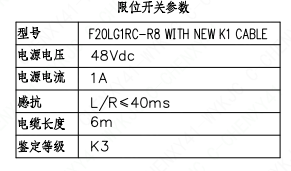 限位开关参数
型号 F20LG1RC-R8 WITH NEW K1 CABLE
电源电压 48Vdc
电源电流 1A
感抗 L/R≤40ms
电缆长度 6m
鉴定等级 K3